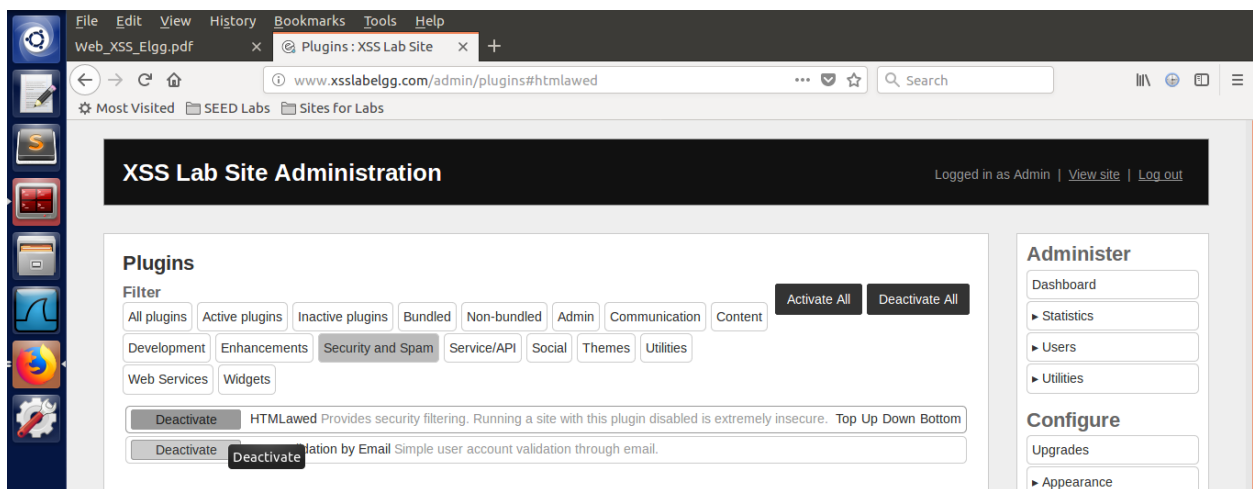 File Edit View History Bookmarks Tools Help
Web_XSS_Elgg.pdf × Plugins : XSS Lab Site × +
www.xsslabelgg.com/admin/plugins#htmlawed ••• Search
Most Visited SEED Labs Sites for Labs
XSS Lab Site Administration
Logged in as Admin | View site | Log out
Plugins
Filter
Activate All Deactivate All
All plugins Active plugins Inactive plugins Bundled Non-bundled Admin Communication Content
Development Enhancements Security and Spam Service/API Social Themes Utilities
Web Services Widgets
Deactivate HTMLawed Provides security filtering. Running a site with this plugin disabled is extremely insecure. Top Up Down Bottom
Deactivate by Email Simple user account validation through email.
Deactivate
Administer
Dashboard
▸ Statistics
▸ Users
▸ Utilities
Configure
Upgrades
▸ Appearance